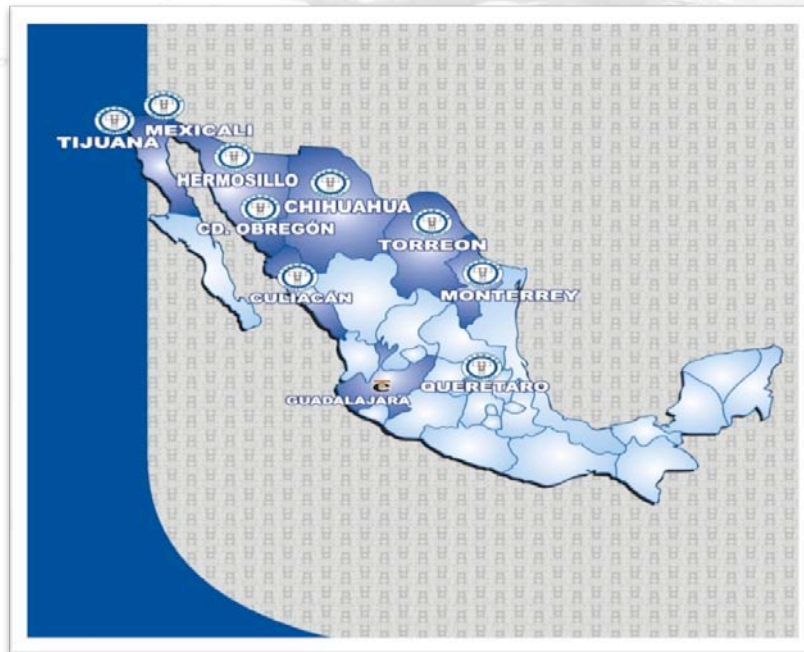 MEXICALI
TIJUANA
HERMOSILLO
CHIHUAHUA
CD. OBREGÓN
TORREON
CULIACÁN
MONTERREY
QUERETARO
GUADALAJARA
e